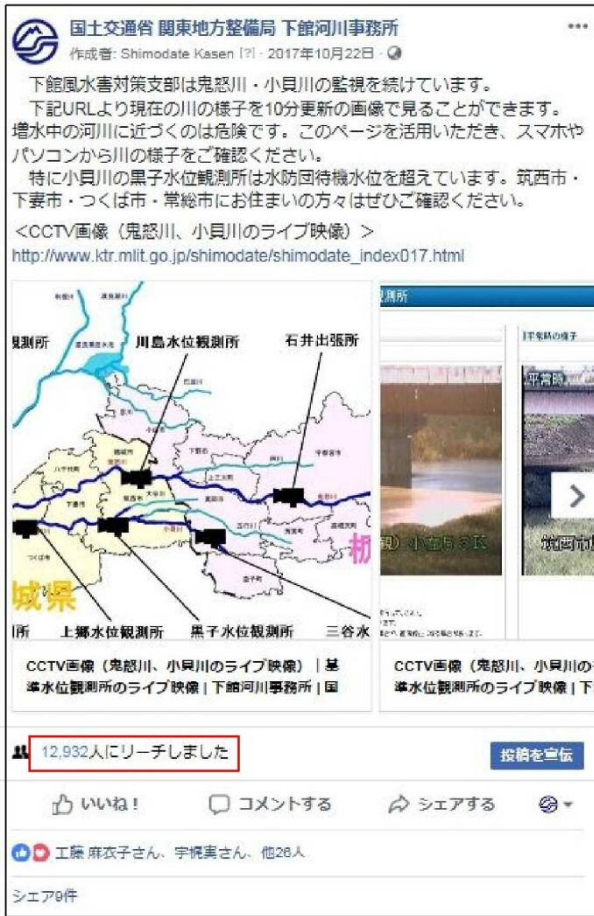 国土交通省 関東地方整備局 下館河川事務所
作成者: Shimodate Kasen [?] · 2017年10月22日 ·
下館風水害対策支部は鬼怒川・小貝川の監視を続けています。
下記URLより現在の川の様子を10分更新の画像で見ることができます。
増水中の河川に近づくのは危険です。このページを活用いただき、スマホや
パソコンから川の様子をご確認ください。
特に小貝川の黒子水位観測所は水防団待機水位を超えています。筑西市・
下妻市・つくば市・常総市にお住まいの方々はぜひご確認ください。
＜CCTV画像（鬼怒川、小貝川のライブ映像）＞
http://www.ktr.mlit.go.jp/shimodate/shimodate_index017.html
観測所
川島水位観測所
石井出張所
平常時の様子
平常時
城県
栃
筑西市
所
上郷水位観測所
黒子水位観測所
三谷水
CCTV画像（鬼怒川、小貝川のライブ映像） | 基
準水位観測所のライブ映像 | 下館河川事務所 | 国
CCTV画像（鬼怒川、小貝川の
準水位観測所のライブ映像 | 下
12,932人にリーチしました
投稿を宣伝
いいね！
コメントする
シェアする
工藤 麻衣子さん、宇梶実さん、他26人
シェア9件